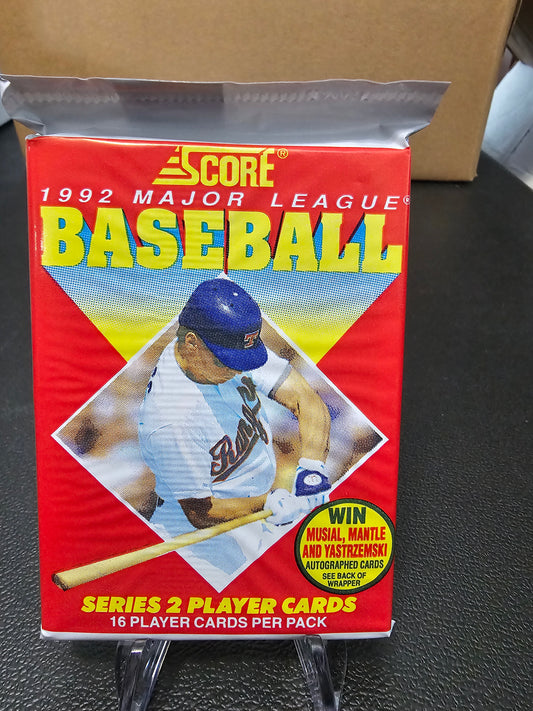 SCORE®
1992 MAJOR LEAGUE®
BASEBALL
T
Rangers
WIN
MUSIAL, MANTLE
AND YASTRZEMSKI
AUTOGRAPHED CARDS
SEE BACK OF
WRAPPER
SERIES 2 PLAYER CARDS
16 PLAYER CARDS PER PACK